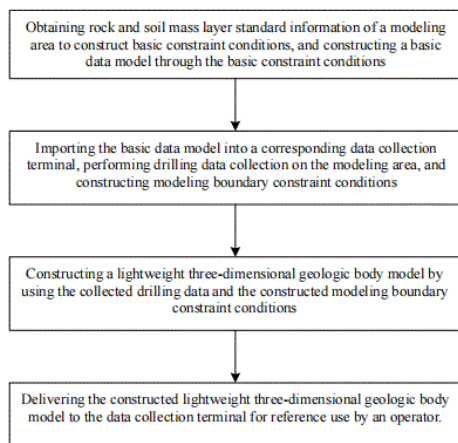 Obtaining rock and soil mass layer standard information of a modeling
area to construct basic constraint conditions, and constructing a basic
data model through the basic constraint conditions
Importing the basic data model into a corresponding data collection
terminal, performing drilling data collection on the modeling area, and
constructing modeling boundary constraint conditions
Constructing a lightweight three-dimensional geologic body model by
using the collected drilling data and the constructed modeling boundary
constraint conditions
Delivering the constructed lightweight three-dimensional geologic body
model to the data collection terminal for reference use by an operator.